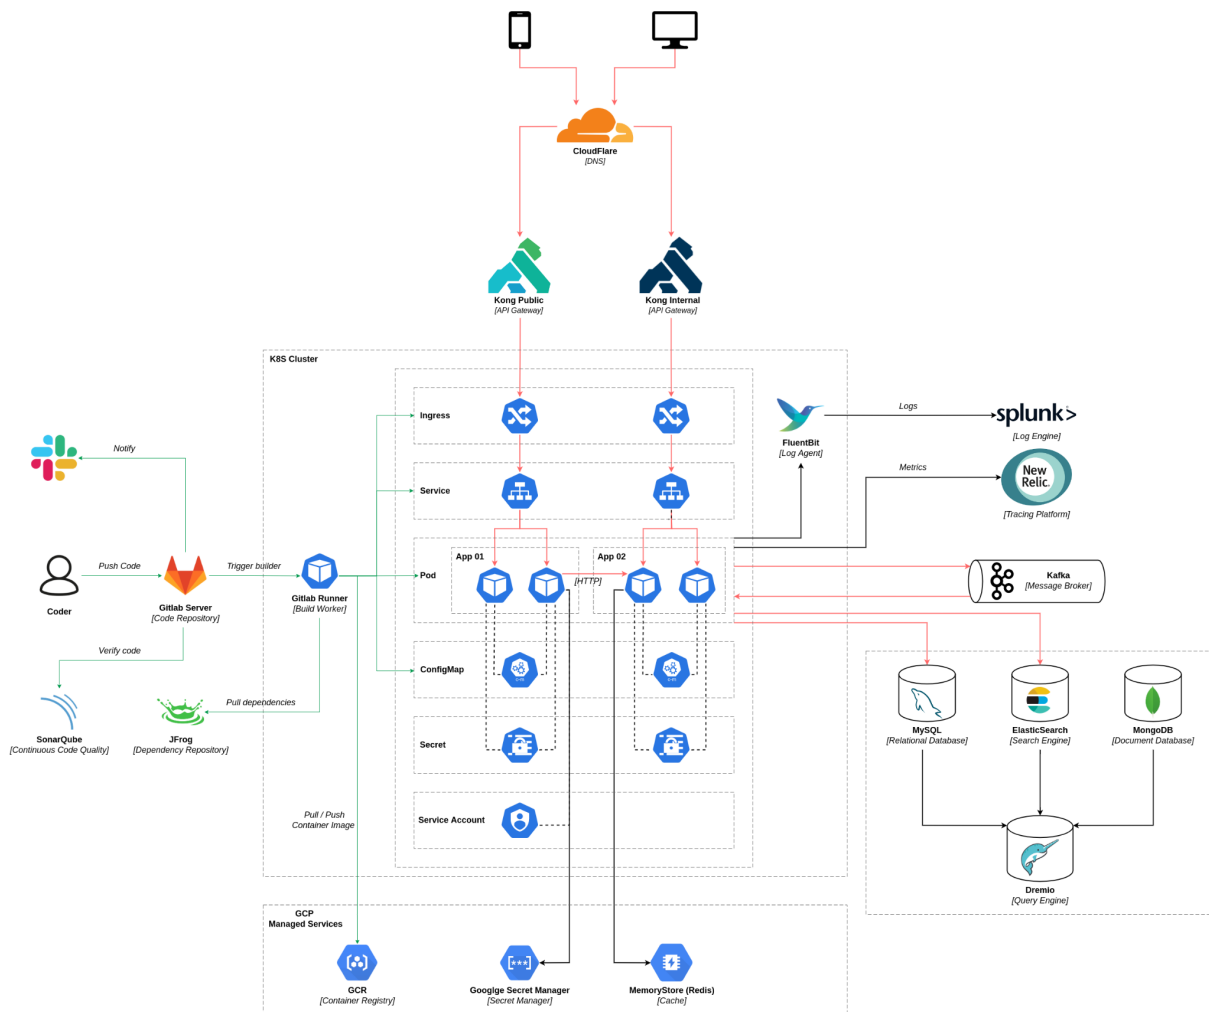 CloudFlare
[DNS]
Kong Public
[API Gateway]
Kong Internal
[API Gateway]
K8S Cluster
Ingress
FluentBit
[Log Agent]
Logs
splunk>
[Log Engine]
Notify
Service
Metrics
New
Relic.
[Tracing Platform]
Push Code
Trigger builder
Coder
Gitlab Server
[Code Repository]
Gitlab Runner
[Build Worker]
Pod
App 01
[HTTP]
App 02
Kafka
[Message Broker]
Verify code
ConfigMap
C-M
C-M
Pull dependencies
SonarQube
[Continuous Code Quality]
JFrog
[Dependency Repository]
Secret
MySQL
[Relational Database]
ElasticSearch
[Search Engine]
MongoDB
[Document Database]
Pull / Push
Container Image
Service Account
Dremio
[Query Engine]
GCP
Managed Services
[***]
GCR
[Container Registry]
Googlge Secret Manager
[Secret Manager]
MemoryStore (Redis)
[Cache]